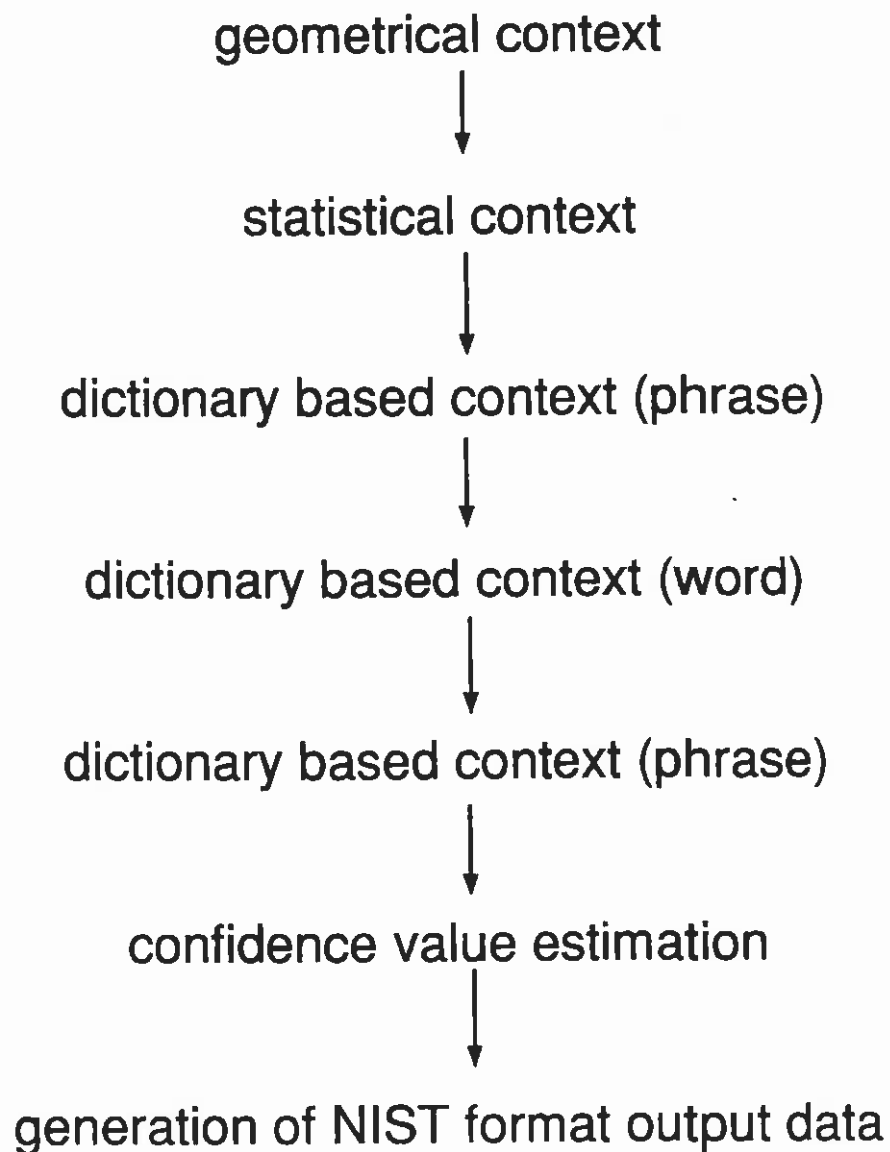 geometrical context
statistical context
dictionary based context (phrase)
dictionary based context (word)
dictionary based context (phrase)
confidence value estimation
generation of NIST format output data